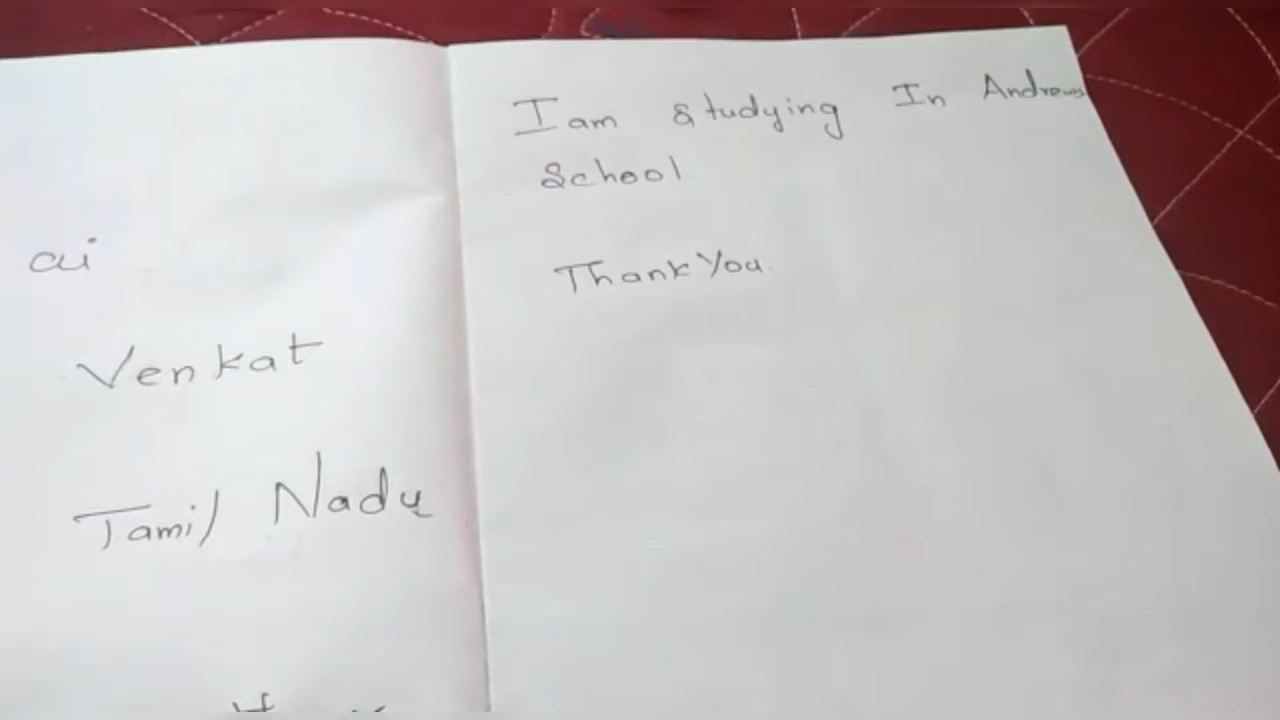 ai
Venkat
Tamil Nadu
I am studying In Andrews
School
Thank You